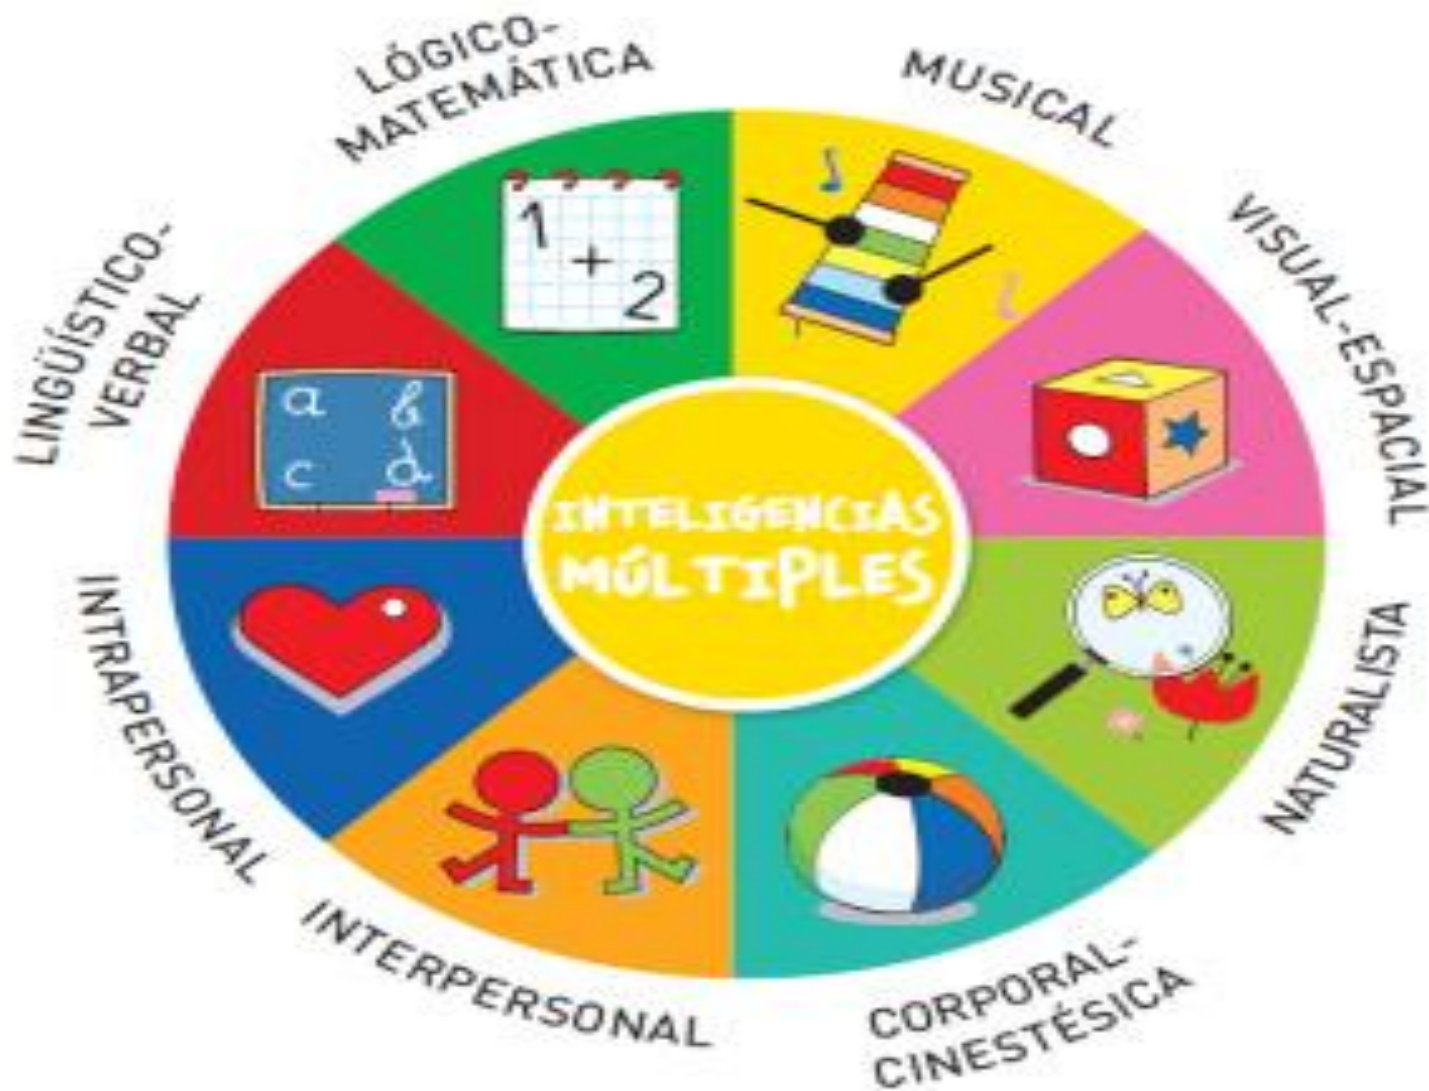 LÓGICO-
MATEMÁTICA
MUSICAL
VISUAL-ESPACIAL
NATURALISTA
CORPORAL-
CINESTÉSICA
INTERPERSONAL
INTRAPERSONAL
LINGÜÍSTICO-
VERBAL
1
+
2
a b
c d
INTELIGENCIAS
MÚLTIPLES